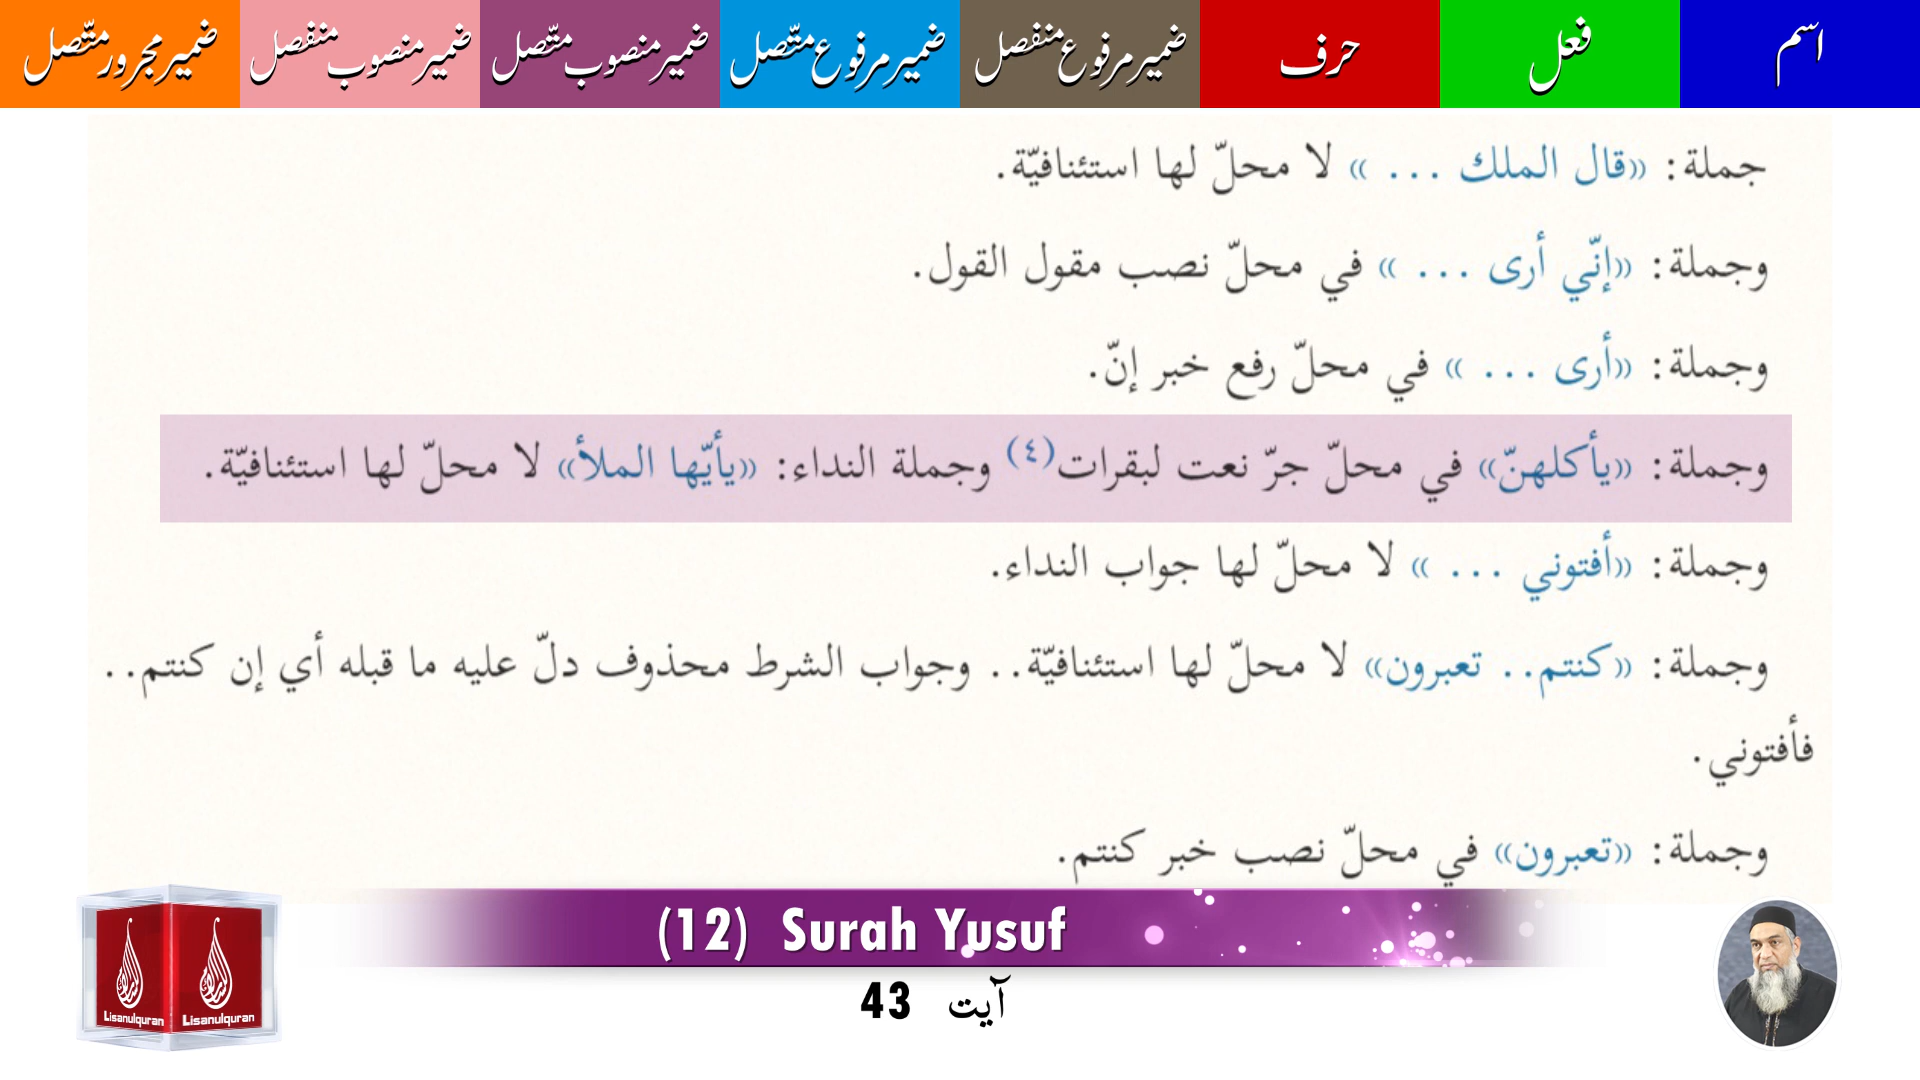 اسم فعل حرف ضمیر مرفوع منفصل ضمیر مرفوع متّصل ضمیر منصوب متّصل ضمیر منصوب منفصل ضمیر مجرور متّصل
جملة: «قال الملك ... » لا محلّ لها استئنافيّة.
وجملة: «إنّي أرى ... » في محلّ نصب مقول القول.
وجملة: «أرى ... » في محلّ رفع خبر إنّ.
وجملة: «يأكلهنّ» في محلّ جرّ نعت لبقرات(٤) وجملة النداء: «يأيّها الملأ» لا محلّ لها استئنافيّة.
وجملة: «أفتوني ... » لا محلّ لها جواب النداء.
وجملة: «كنتم.. تعبرون» لا محلّ لها استئنافيّة.. وجواب الشرط محذوف دلّ عليه ما قبله أي إن كنتم..
فأفتوني.
وجملة: «تعبرون» في محلّ نصب خبر كنتم.
(12) Surah Yusuf
آیت 43
Lisanulquran Lisanulquran